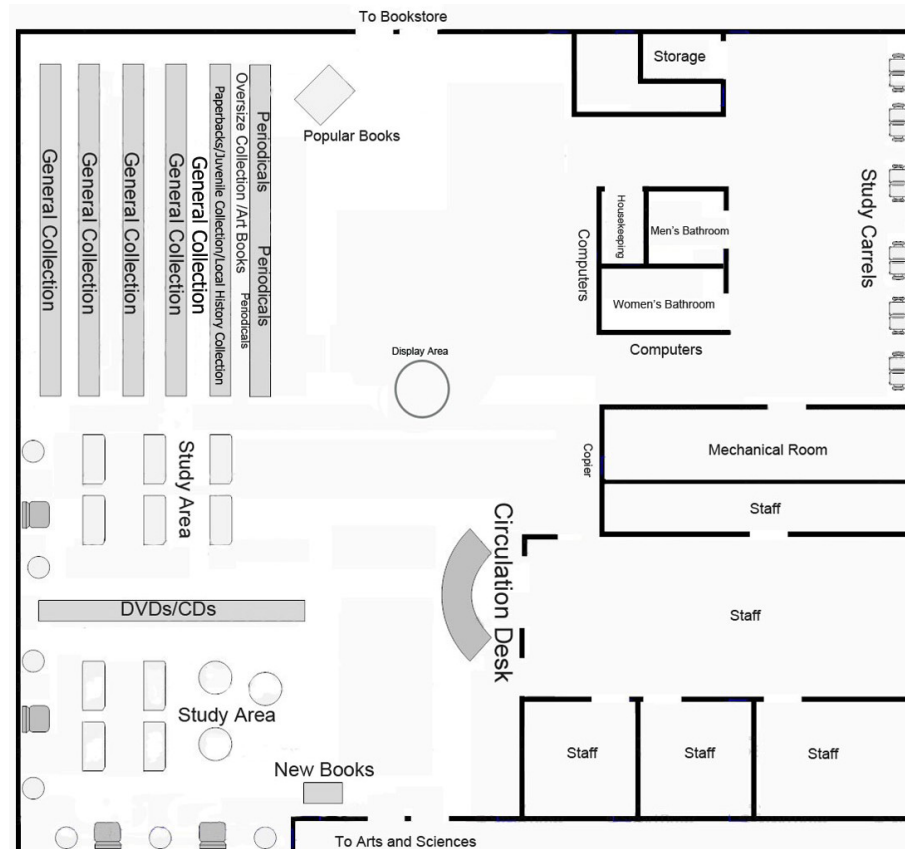 To Bookstore
Storage
Popular Books
General Collection
General Collection
General Collection
General Collection
General Collection
Paperbacks/Juvenile Collection/Local History Collection
Oversize Collection /Art Books
Periodicals
Periodicals
Periodicals
Housekeeping
Men's Bathroom
Study Carrels
Computers
Women's Bathroom
Computers
Display Area
Study Area
Copier
Mechanical Room
Staff
Circulation Desk
DVDs/CDs
Staff
Study Area
Staff
Staff
Staff
New Books
To Arts and Sciences